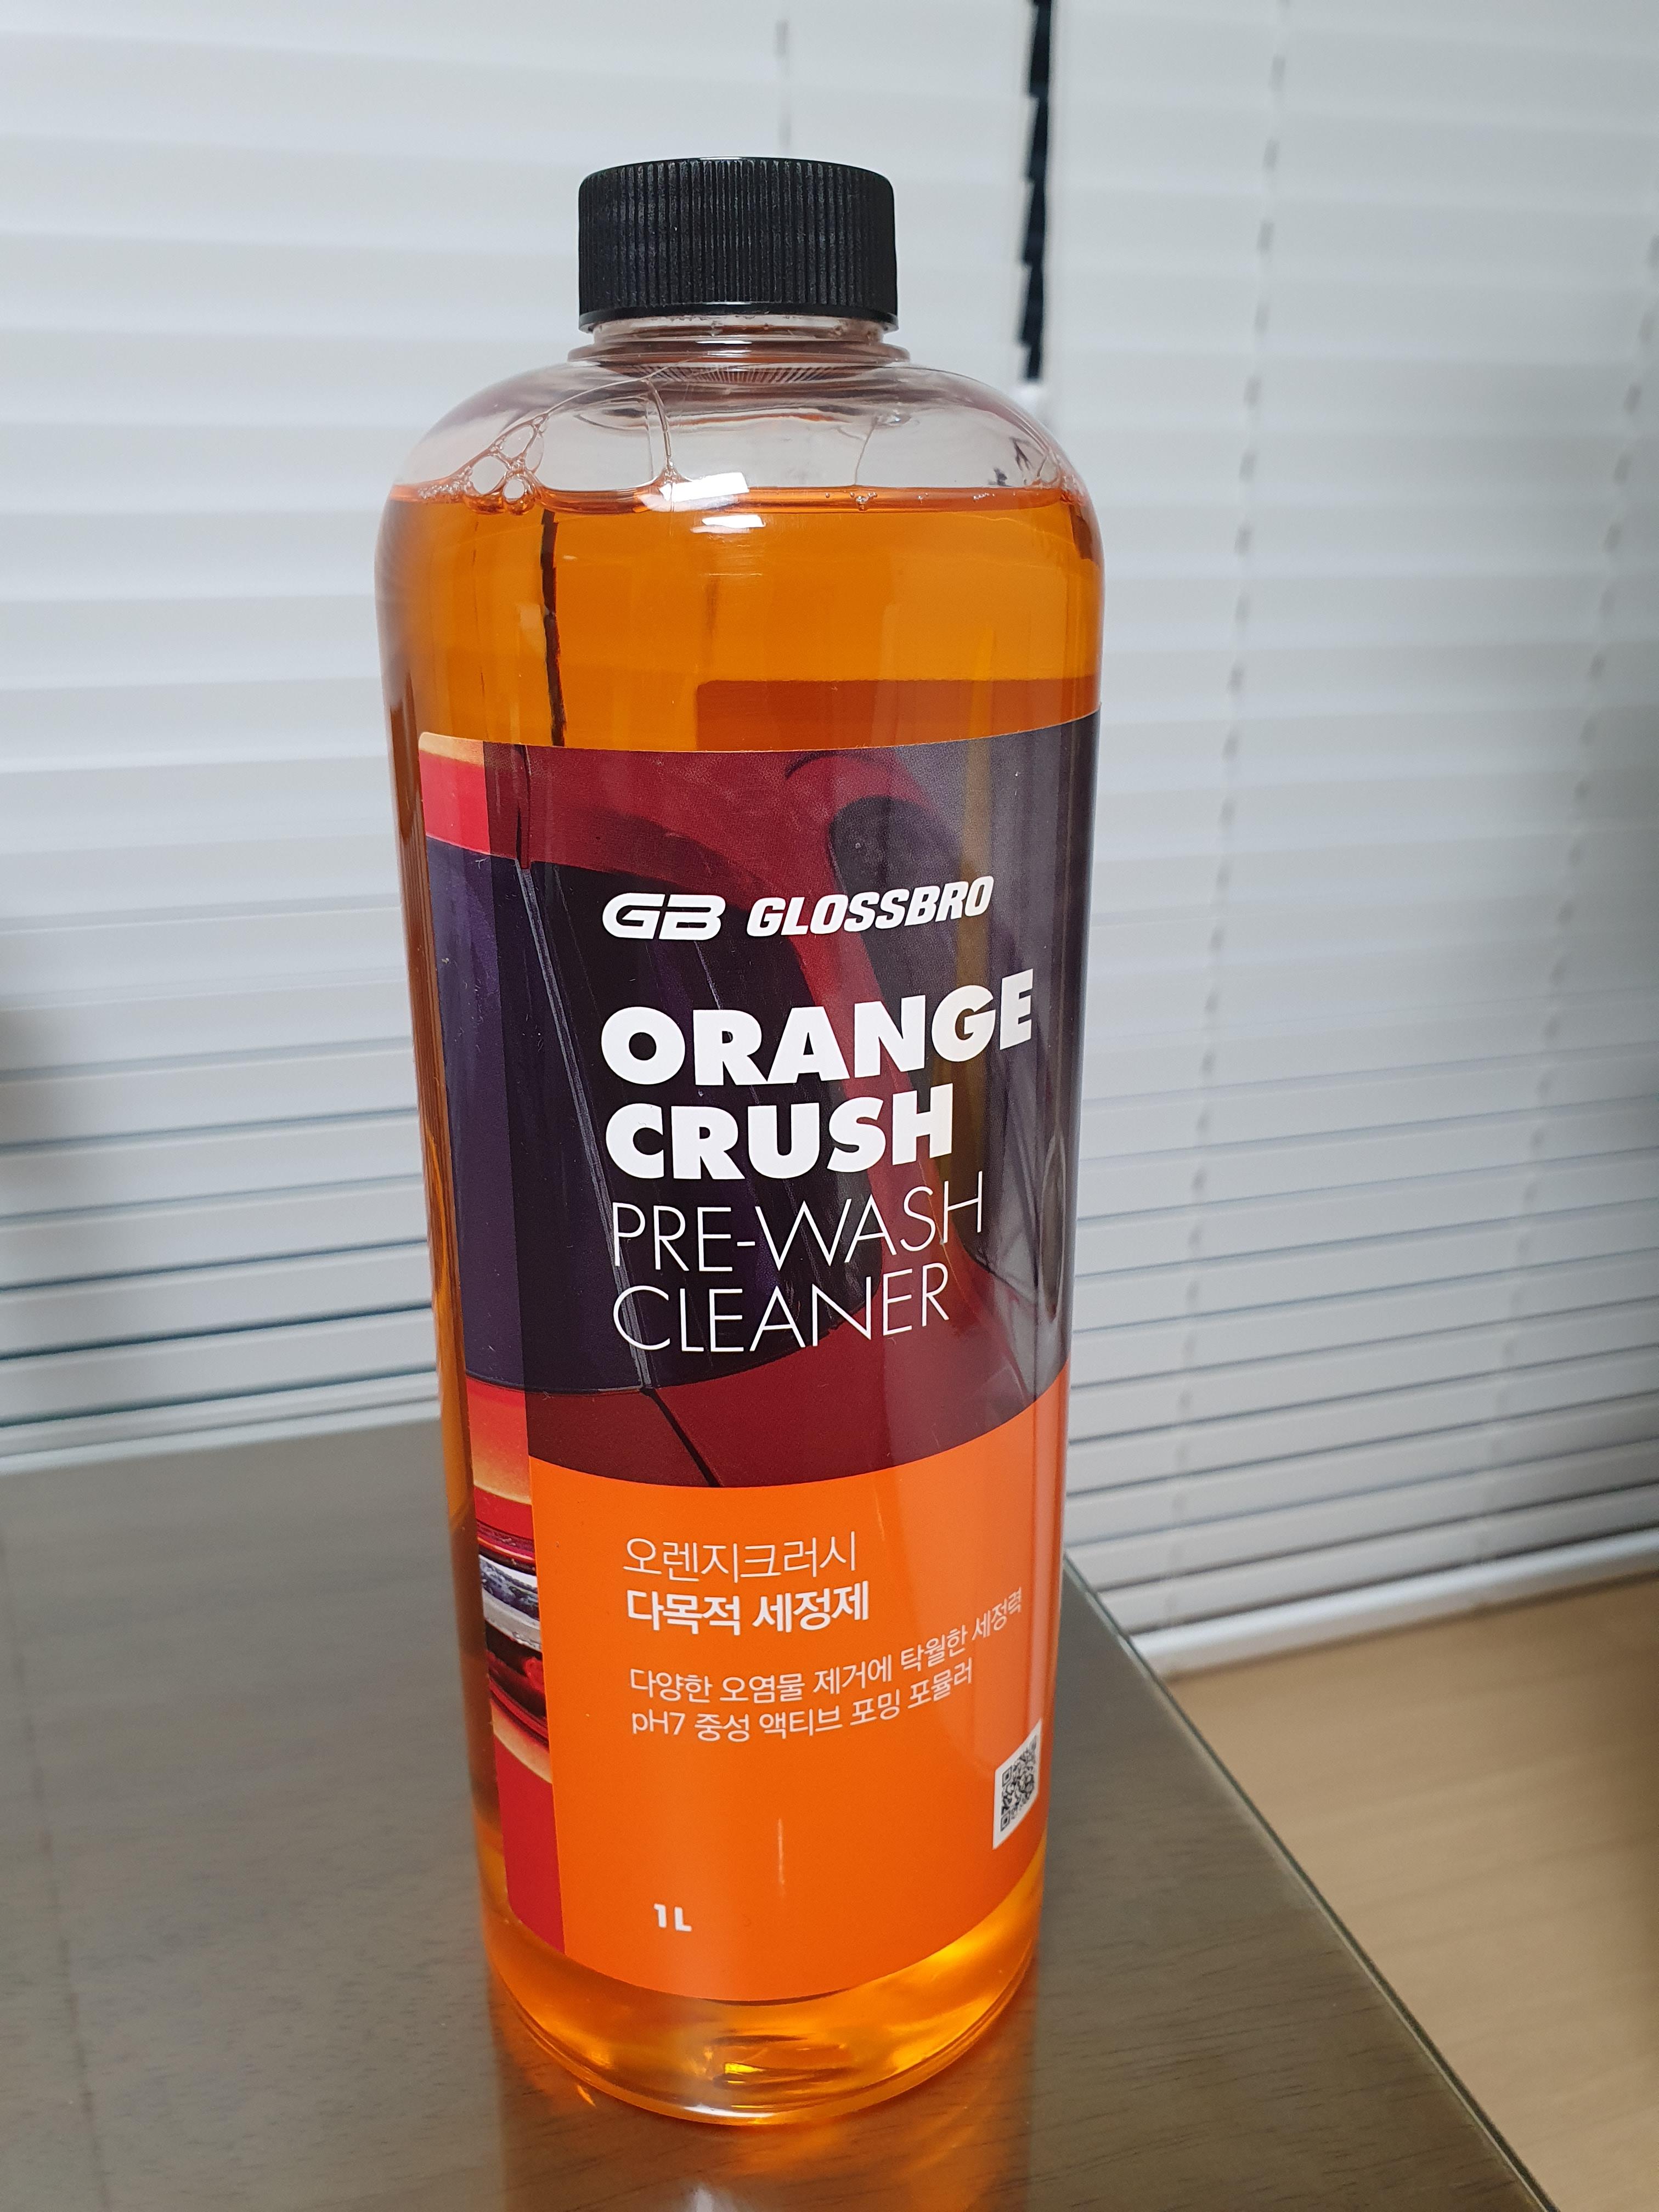 GB GLOSSBRO
ORANGE
CRUSH
PRE-WASH
CLEANER
오렌지크러시
다목적 세정제
다양한 오염물 제거에 탁월한 세정력
pH7 중성 액티브 포밍 포뮬러
1L